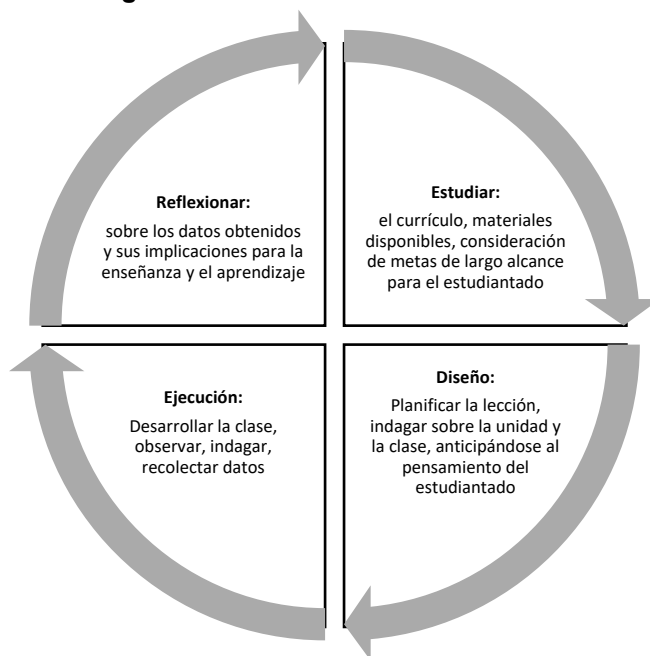 Reflexionar:
sobre los datos obtenidos
y sus implicaciones para la
enseñanza y el aprendizaje
Estudiar:
el currículo, materiales
disponibles, consideración
de metas de largo alcance
para el estudiantado
Ejecución:
Desarrollar la clase,
observar, indagar,
recolectar datos
Diseño:
Planificar la lección,
indagar sobre la unidad y
la clase, anticipándose al
pensamiento del
estudiantado